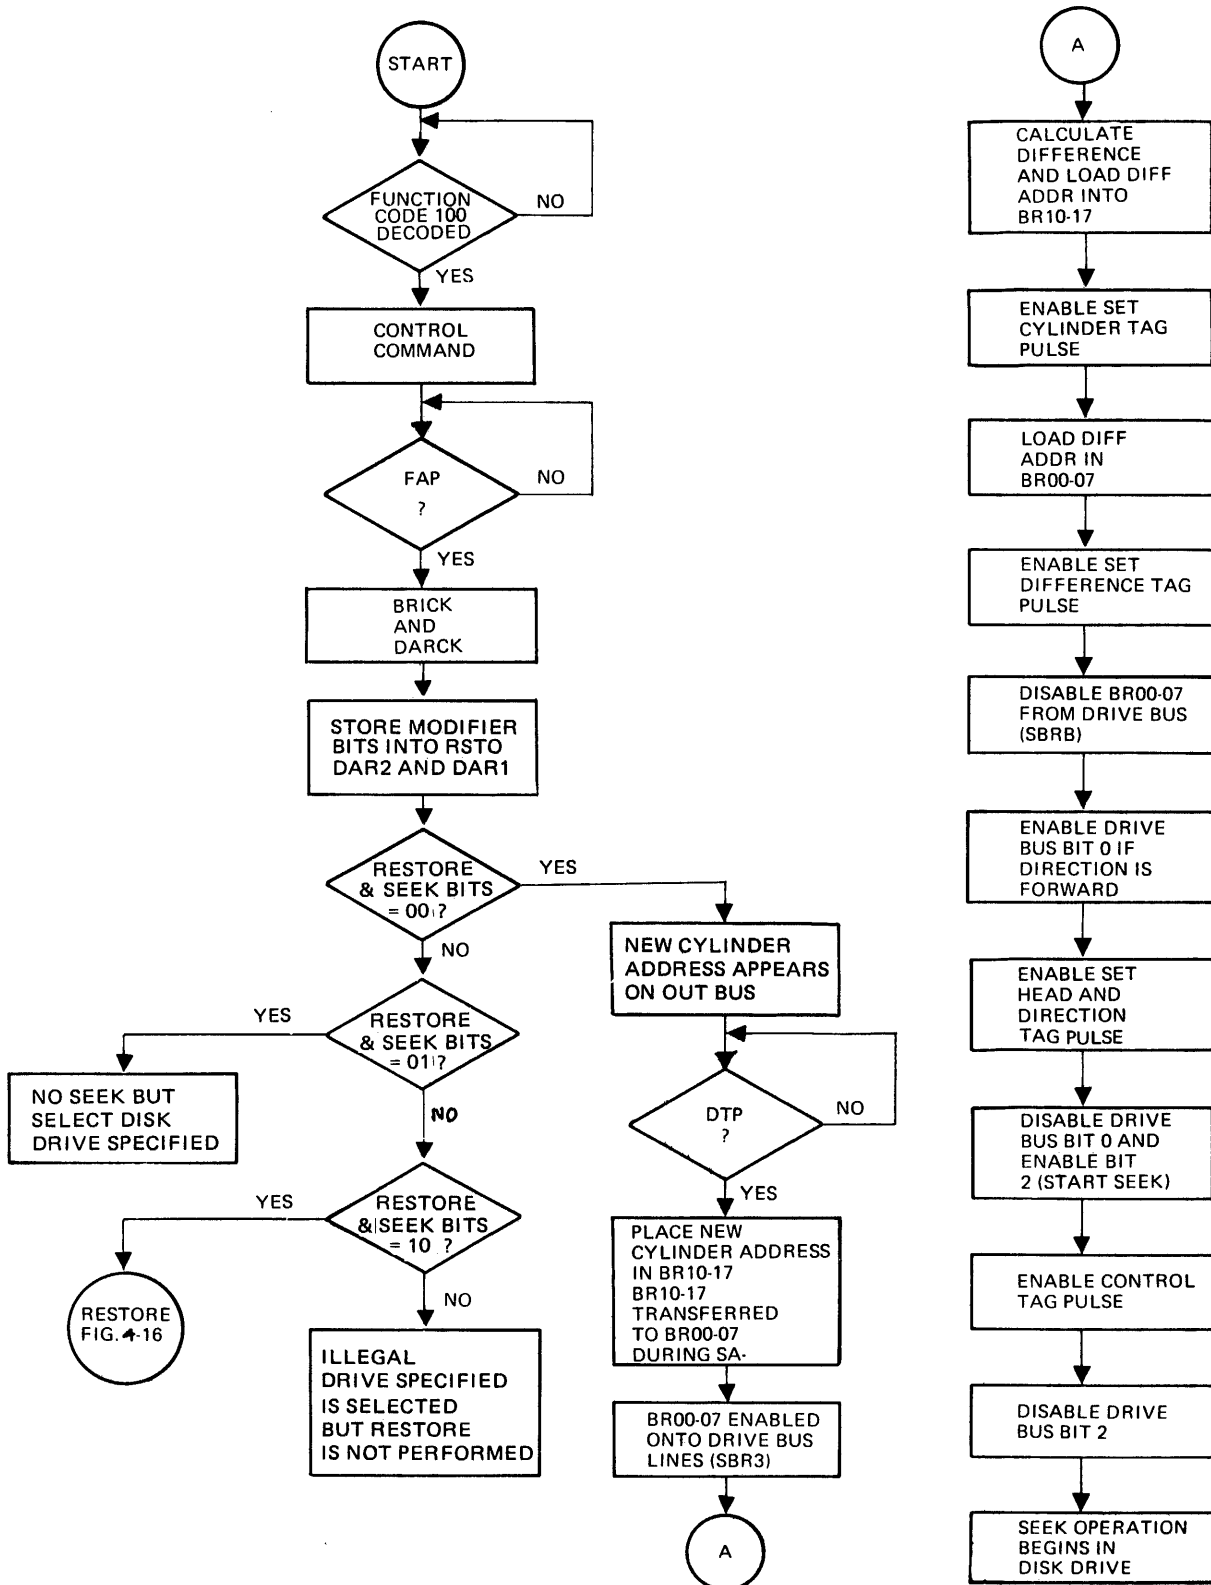 START
FUNCTION
CODE 100
DECODED
NO
YES
CONTROL
COMMAND
FAP
?
NO
YES
BRICK
AND
DARCK
STORE MODIFIER
BITS INTO RSTO
DAR2 AND DAR1
RESTORE
& SEEK BITS
= 00 ?
YES
NO
RESTORE
& SEEK BITS
= 01 ?
YES
NO SEEK BUT
SELECT DISK
DRIVE SPECIFIED
NO
RESTORE
& SEEK BITS
= 10 ?
YES
RESTORE
FIG. 4-16
NO
ILLEGAL
DRIVE SPECIFIED
IS SELECTED
BUT RESTORE
IS NOT PERFORMED
NEW CYLINDER
ADDRESS APPEARS
ON OUT BUS
DTP
?
NO
YES
PLACE NEW
CYLINDER ADDRESS
IN BR10-17
BR10-17
TRANSFERRED
TO BR00-07
DURING SA-
BR00-07 ENABLED
ONTO DRIVE BUS
LINES (SBR3)
A
A
CALCULATE
DIFFERENCE
AND LOAD DIFF
ADDR INTO
BR10-17
ENABLE SET
CYLINDER TAG
PULSE
LOAD DIFF
ADDR IN
BR00-07
ENABLE SET
DIFFERENCE TAG
PULSE
DISABLE BR00-07
FROM DRIVE BUS
(SBRB)
ENABLE DRIVE
BUS BIT 0 IF
DIRECTION IS
FORWARD
ENABLE SET
HEAD AND
DIRECTION
TAG PULSE
DISABLE DRIVE
BUS BIT 0 AND
ENABLE BIT
2 (START SEEK)
ENABLE CONTROL
TAG PULSE
DISABLE DRIVE
BUS BIT 2
SEEK OPERATION
BEGINS IN
DISK DRIVE